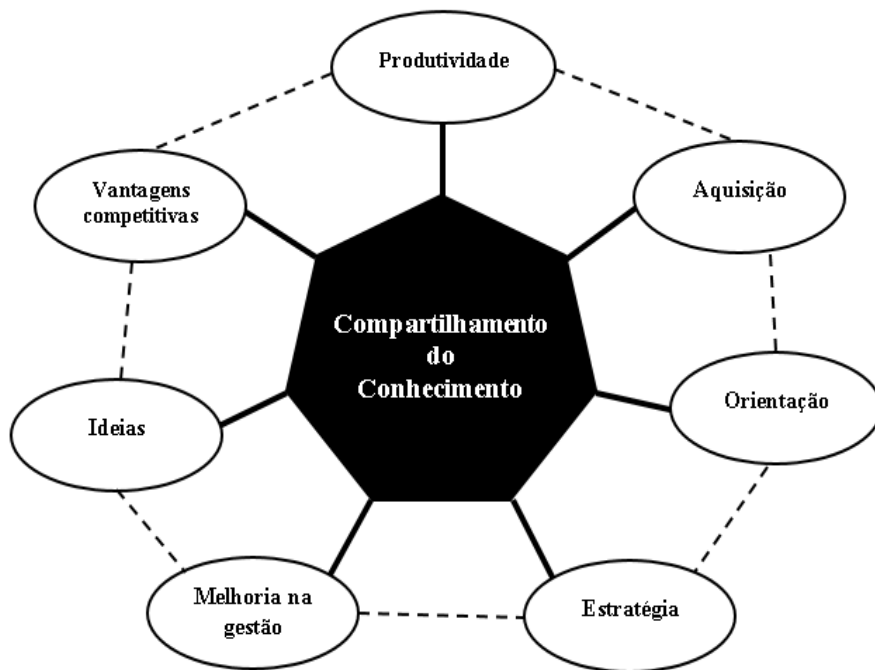 Produtividade
Vantagens
competitivas
Aquisição
Compartilhamento
do
Conhecimento
Ideias
Orientação
Melhoria na
gestão
Estratégia